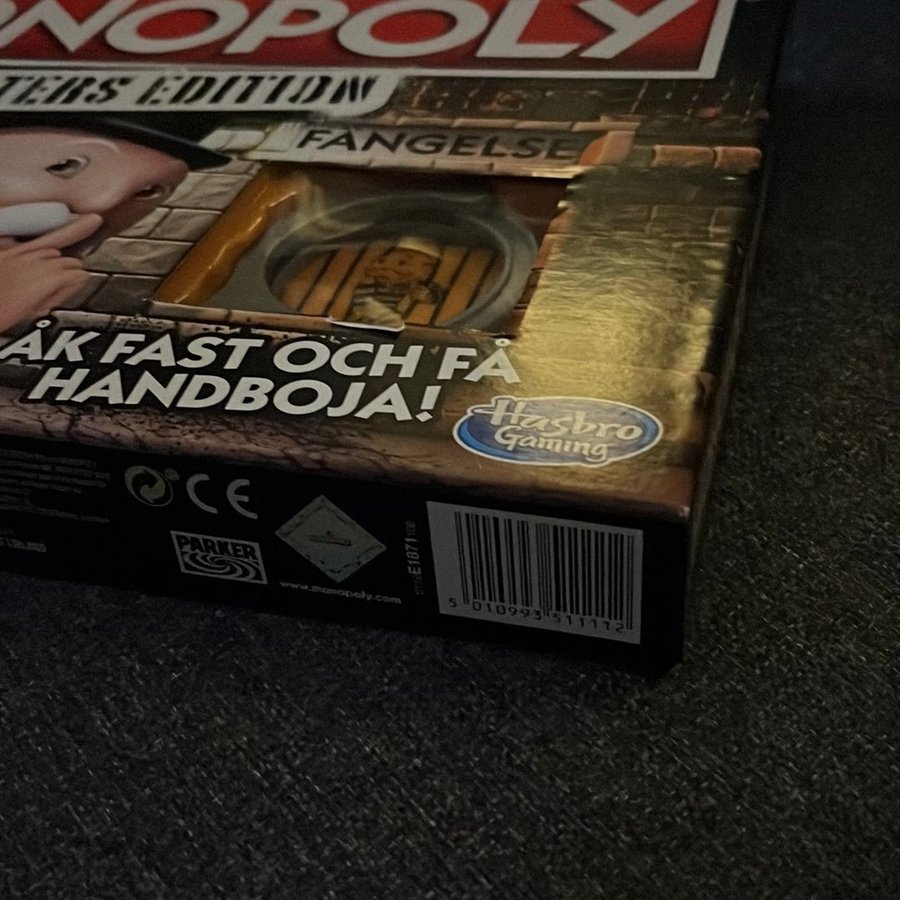 NOPOLY
TERS EDITION
FÄNGELSE
ÅK FAST OCH FÅ
HANDBOJA!
Hasbro
Gaming
CE
PARKER
www.monopoly.com
E1871
5 010993 511112